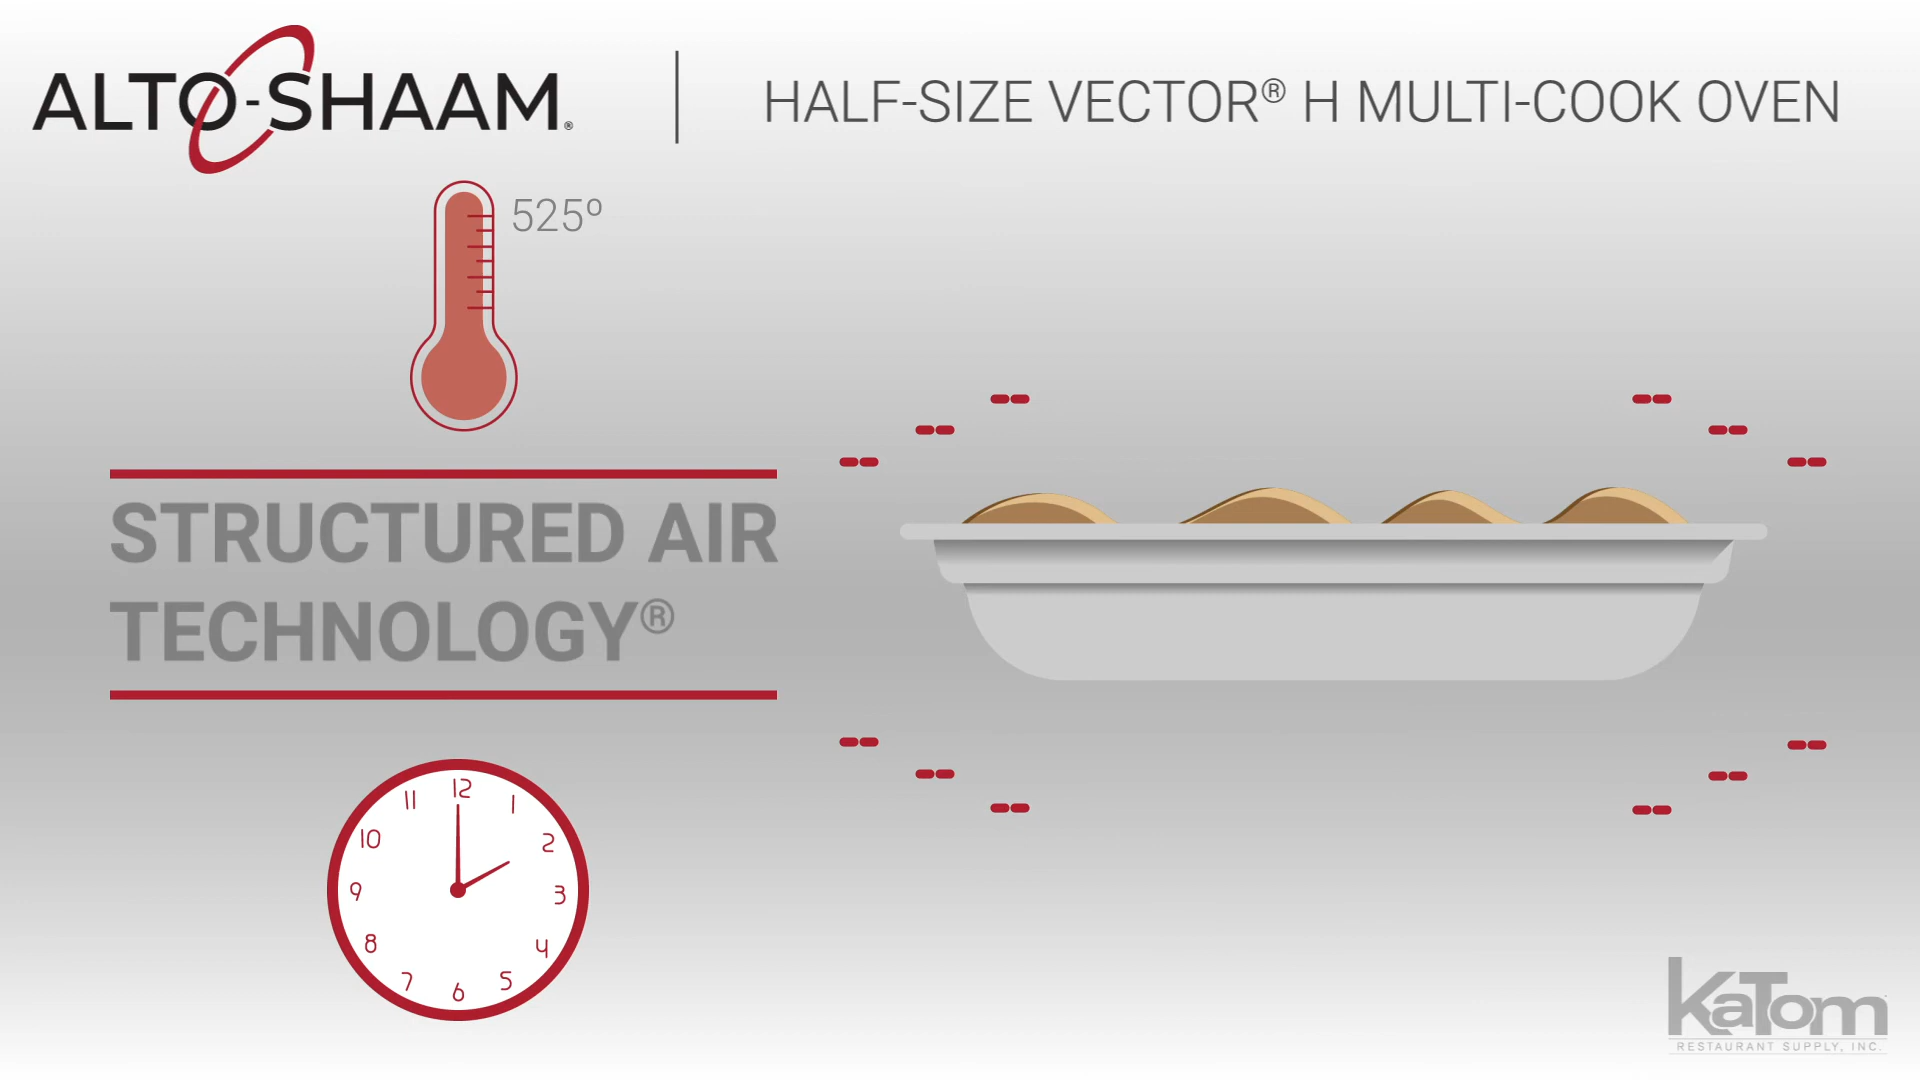 ALTO-SHAAM®
HALF-SIZE VECTOR® H MULTI-COOK OVEN
525º
STRUCTURED AIR
TECHNOLOGY®
12
1
2
3
4
5
6
7
8
9
10
11
KaTom
RESTAURANT SUPPLY, INC.